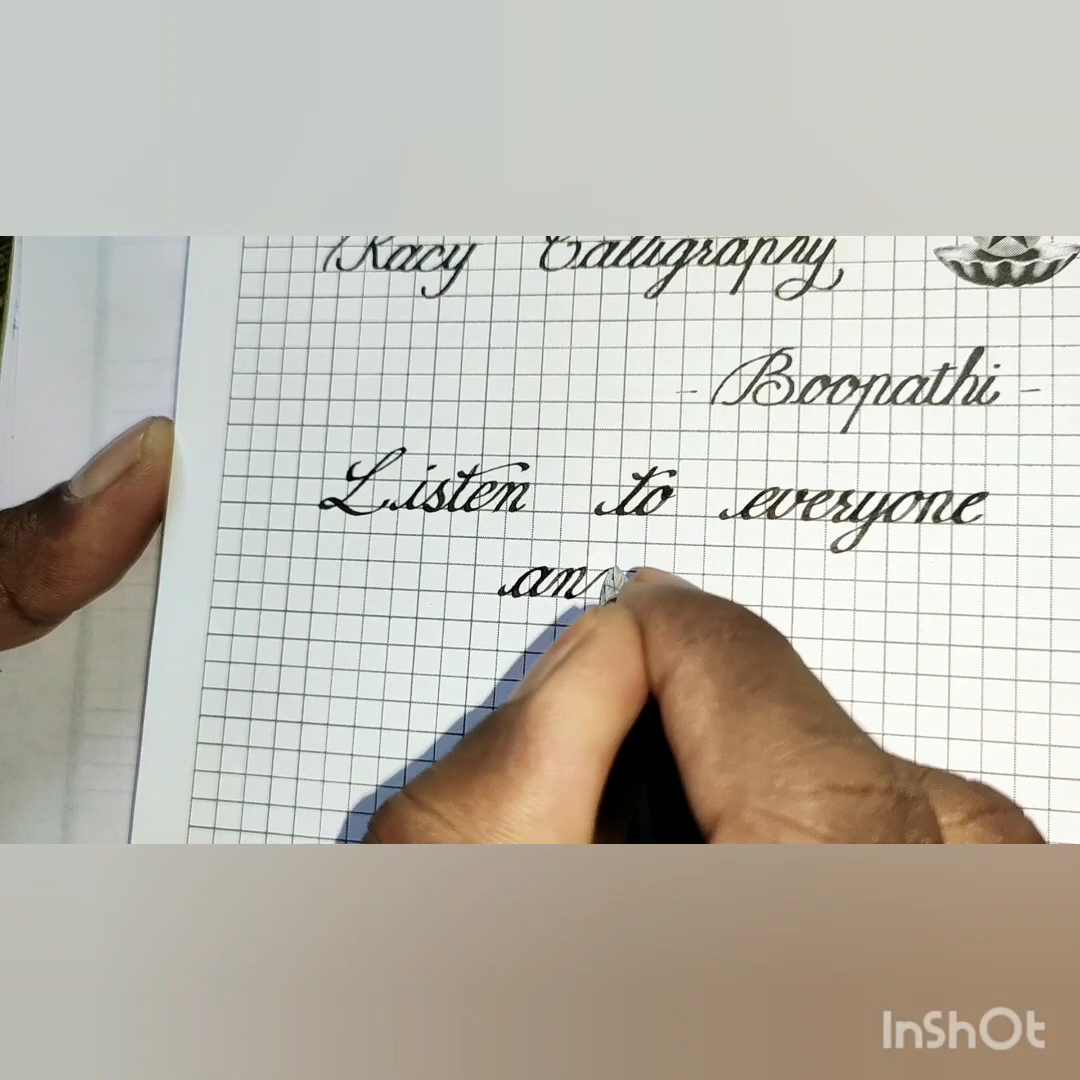 Racy Calligraphy
- Boopathi -
Listen to everyone
an
InShOt